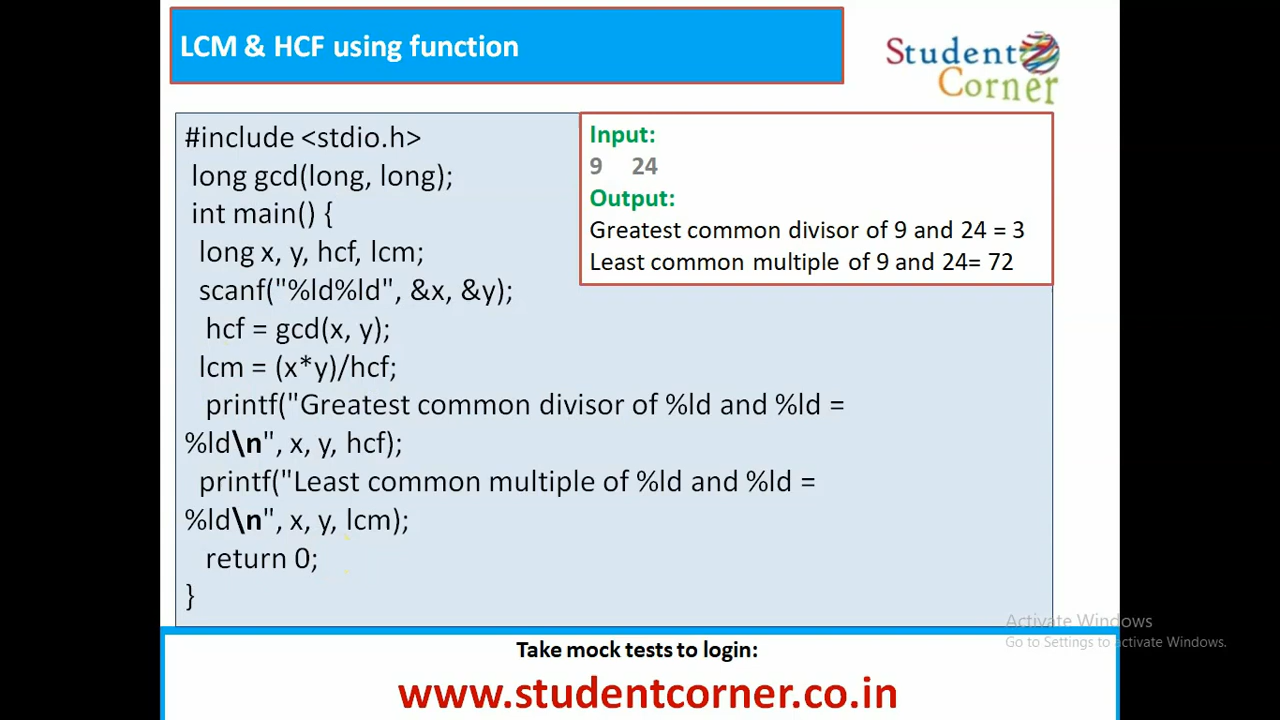 LCM & HCF using function
Student
Corner
#include <stdio.h>
long gcd(long, long);
int main() {
long x, y, hcf, lcm;
scanf("%ld%ld", &x, &y);
hcf = gcd(x, y);
lcm = (x*y)/hcf;
printf("Greatest common divisor of %ld and %ld =
%ld\n", x, y, hcf);
printf("Least common multiple of %ld and %ld =
%ld\n", x, y, lcm);
return 0;
}
Input:
9 24
Output:
Greatest common divisor of 9 and 24 = 3
Least common multiple of 9 and 24= 72
Activate Windows
Go to Settings to activate Windows.
Take mock tests to login:
www.studentcorner.co.in